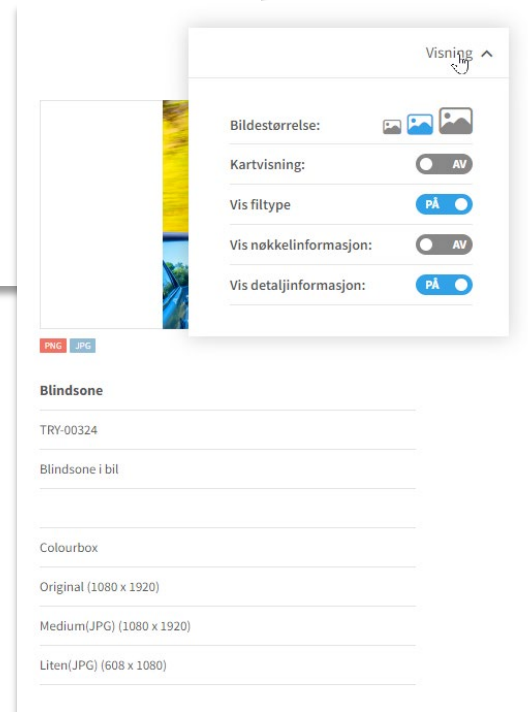 Visning
Bildestørrelse:
Kartvisning: AV
Vis filtype PÅ
Vis nøkkelinformasjon: AV
Vis detaljinformasjon: PÅ
PNG JPG
Blindsone
TRY-00324
Blindsone i bil
Colourbox
Original (1080 x 1920)
Medium(JPG) (1080 x 1920)
Liten(JPG) (608 x 1080)